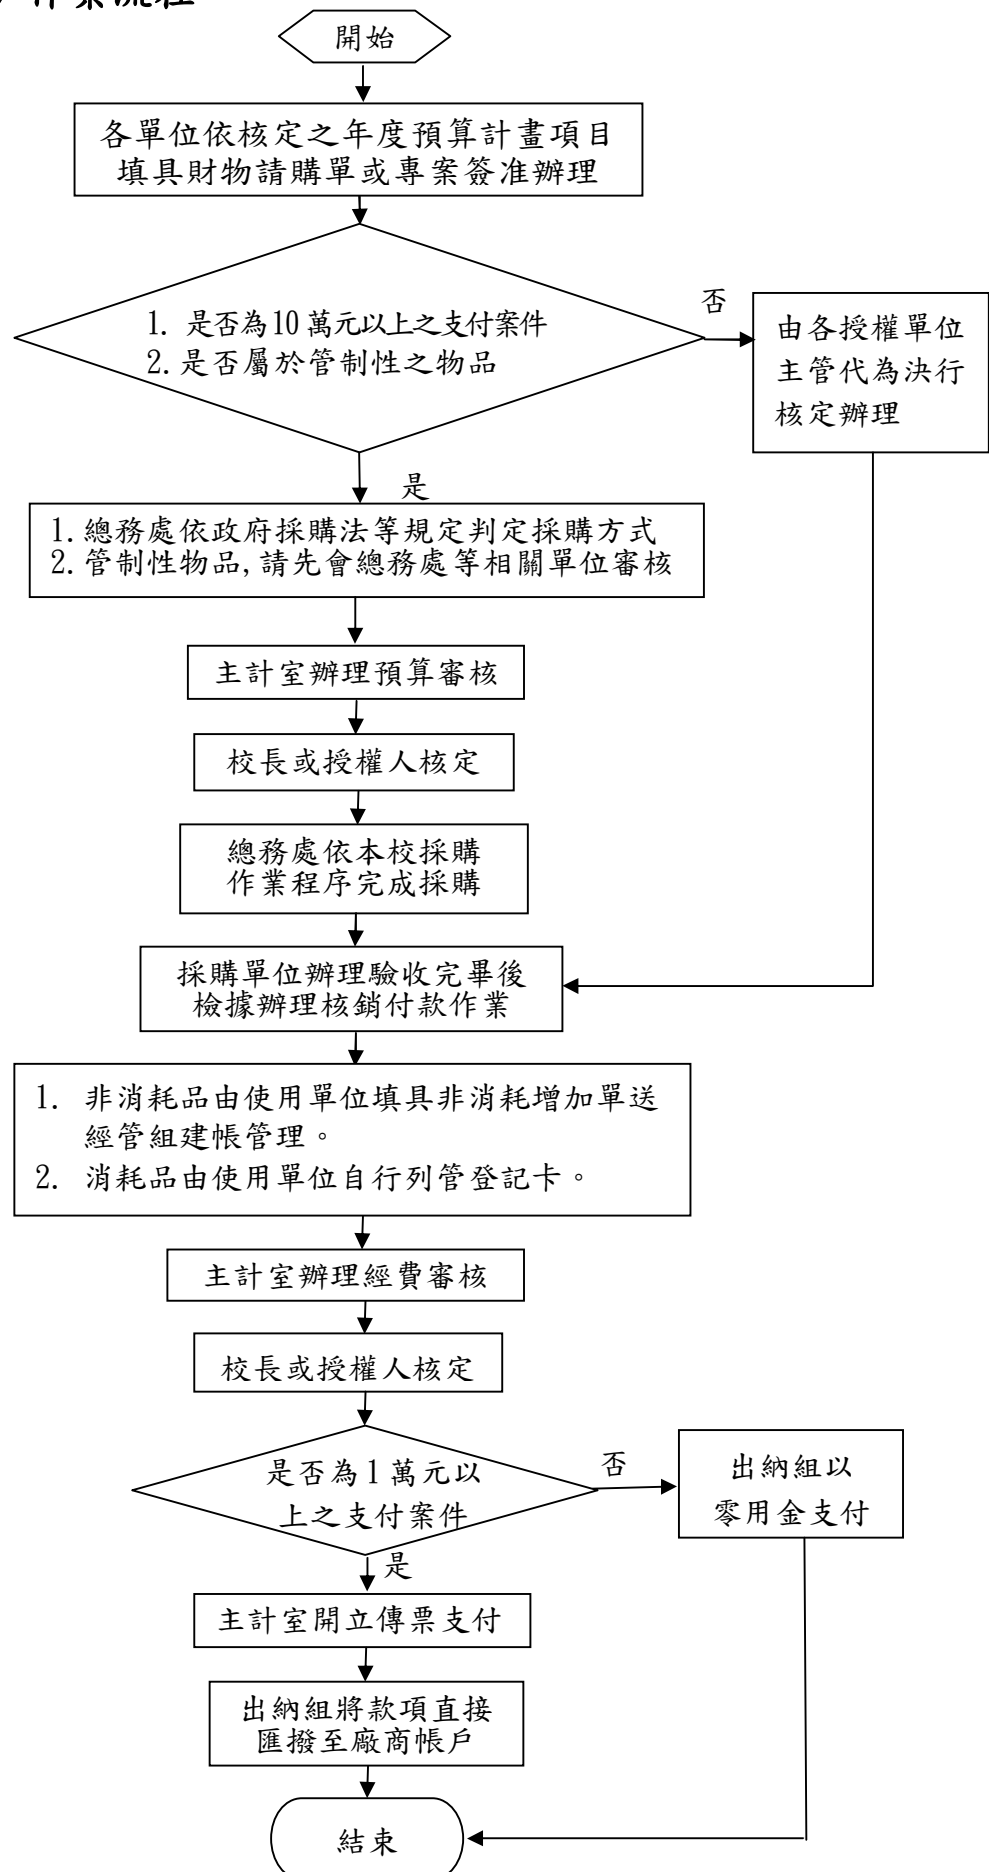 作業流程
開始
各單位依核定之年度預算計畫項目
填具財物請購單或專案簽准辦理
1. 是否為10萬元以上之支付案件
2.是否屬於管制性之物品
否
由各授權單位
主管代為決行
核定辦理
是
1.總務處依政府採購法等規定判定採購方式
2.管制性物品,請先會總務處等相關單位審核
主計室辦理預算審核
校長或授權人核定
總務處依本校採購
作業程序完成採購
採購單位辦理驗收完畢後
檢據辦理核銷付款作業
1. 非消耗品由使用單位填具非消耗增加單送
經管組建帳管理。
2. 消耗品由使用單位自行列管登記卡。
主計室辦理經費審核
校長或授權人核定
是否為1萬元以
上之支付案件
否
出納組以
零用金支付
是
主計室開立傳票支付
出納組將款項直接
匯撥至廠商帳戶
結束